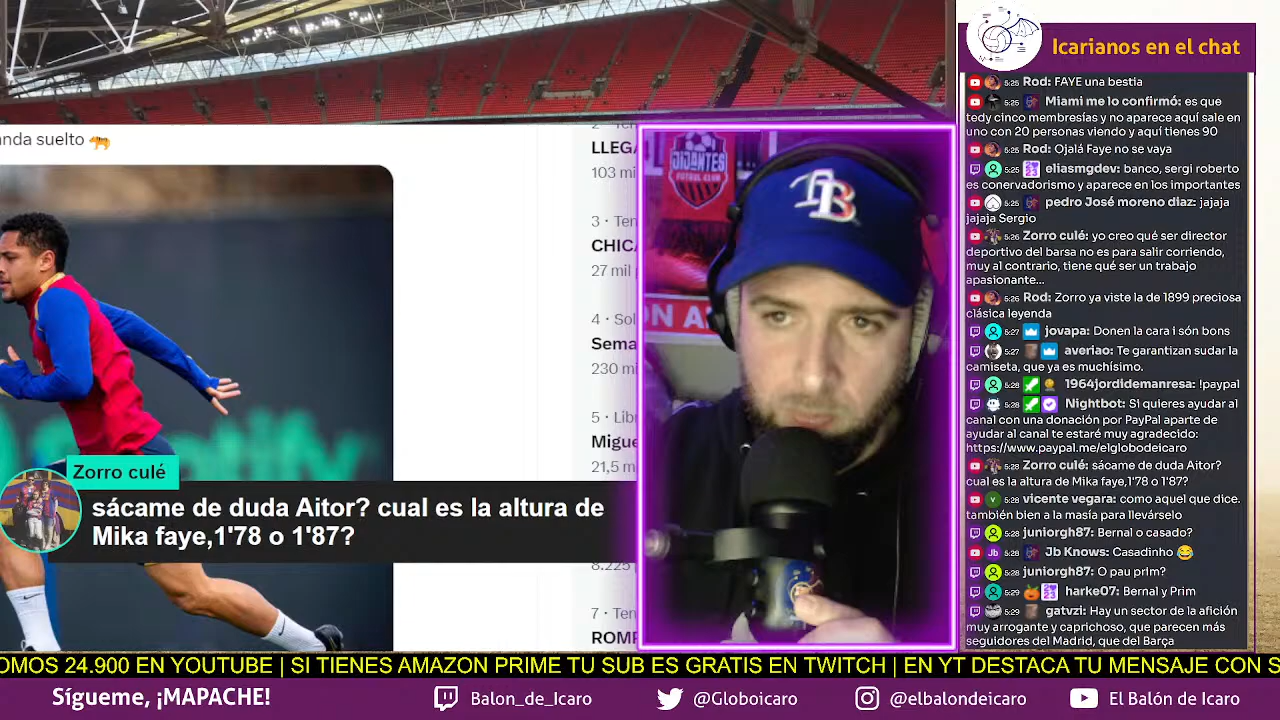 anda suelto
LLEGA
103 mi
3 · Ten
CHICA
27 mil
4 · Sol
Sema
230 mi
5 · Lib
Migue
21,5 m
8.225
7 · Ten
ROMP
GIGANTES
FUTBOL CLUB
TB
Zorro culé
sácame de duda Aitor? cual es la altura de
Mika faye,1'78 o 1'87?
Icarianos en el chat
5:25 Rod: FAYE una bestia
5:25 Miami me lo confirmó: es que
tedy cinco membresías y no aparece aquí sale en
uno con 20 personas viendo y aquí tienes 90
5:25 Rod: Ojalá Faye no se vaya
5:25 eliasmgdev: taleco, sergi roberto
es conservadorismo y aparece en los importantes
5:25 pedro José moreno diaz: jajaja
jajaja Sergio
5:26 Zorro culé: yo creo qué ser director
deportivo del barsa no es para salir corriendo,
muy al contrario, tiene qué ser un trabajo
apasionante...
5:26 Rod: Zorro ya vine la de 1899 preciosa
clásica leyenda
5:27 jovapa: Donen la cara i són bons
5:27 averiao: Te garantizan sudar la
camiseta, que ya es muchísimo.
5:28 1964jordidemanresa: !paypal
5:28 Nightbot: Si quieres ayudar al
canal con una donación por PayPal aparte de
ayudar al canal te estaré muy agradecido:
https://www.paypal.me/elglobodeicaro
5:28 Zorro culé: sácame de duda Aitor?
cual es la altura de Mika faye,1'78 o 1'87?
5:28 vicente vegara: como aquel que dice.
también bien a la masía para llevárselo
5:28 juniorgh87: Bernal o casado?
5:28 Jb Knows: Casadinho
5:28 juniorgh87: O pau prim?
5:29 harke07: Bernal y Prim
5:29 gatvzi: Hay un sector de la afición
muy arrogante y caprichoso, que parecen más
seguidores del Madrid, que del Barça
OMOS 24.900 EN YOUTUBE | SI TIENES AMAZON PRIME TU SUB ES GRATIS EN TWITCH | EN YT DESTACA TU MENSAJE CON S
Sígueme, ¡MAPACHE!
Balon_de_Icaro
@Globoicaro
@elbalondeicaro
El Balón de Icaro